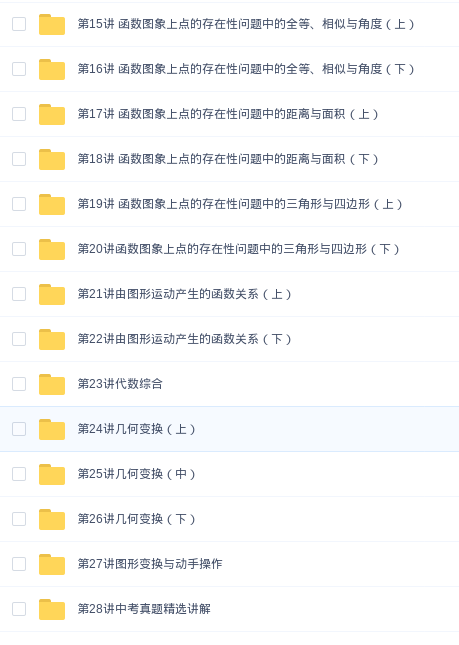 第15讲 函数图象上点的存在性问题中的全等、相似与角度（上）
第16讲 函数图象上点的存在性问题中的全等、相似与角度（下）
第17讲 函数图象上点的存在性问题中的距离与面积（上）
第18讲 函数图象上点的存在性问题中的距离与面积（下）
第19讲 函数图象上点的存在性问题中的三角形与四边形（上）
第20讲函数图象上点的存在性问题中的三角形与四边形（下）
第21讲由图形运动产生的函数关系（上）
第22讲由图形运动产生的函数关系（下）
第23讲代数综合
第24讲几何变换（上）
第25讲几何变换（中）
第26讲几何变换（下）
第27讲图形变换与动手操作
第28讲中考真题精选讲解